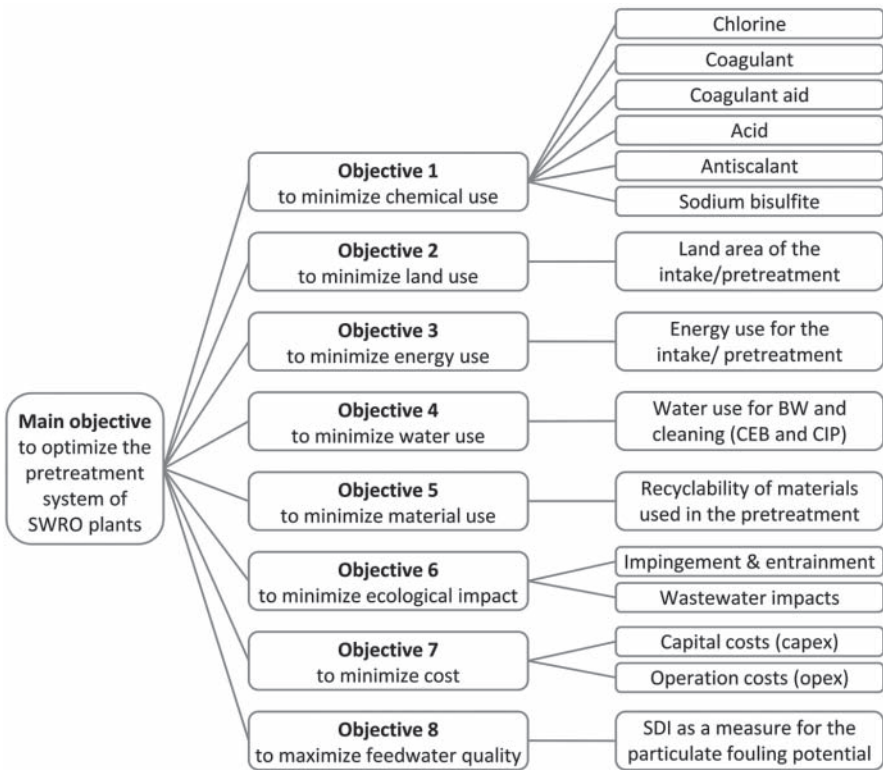 Main objective
to optimize the
pretreatment
system of
SWRO plants
Objective 1
to minimize chemical use
Chlorine
Coagulant
Coagulant aid
Acid
Antiscalant
Sodium bisulfite
Objective 2
to minimize land use
Land area of the
intake/pretreatment
Objective 3
to minimize energy use
Energy use for the
intake/ pretreatment
Objective 4
to minimize water use
Water use for BW and
cleaning (CEB and CIP)
Objective 5
to minimize material use
Recyclability of materials
used in the pretreatment
Objective 6
to minimize ecological impact
Impingement & entrainment
Wastewater impacts
Objective 7
to minimize cost
Capital costs (capex)
Operation costs (opex)
Objective 8
to maximize feedwater quality
SDI as a measure for the
particulate fouling potential